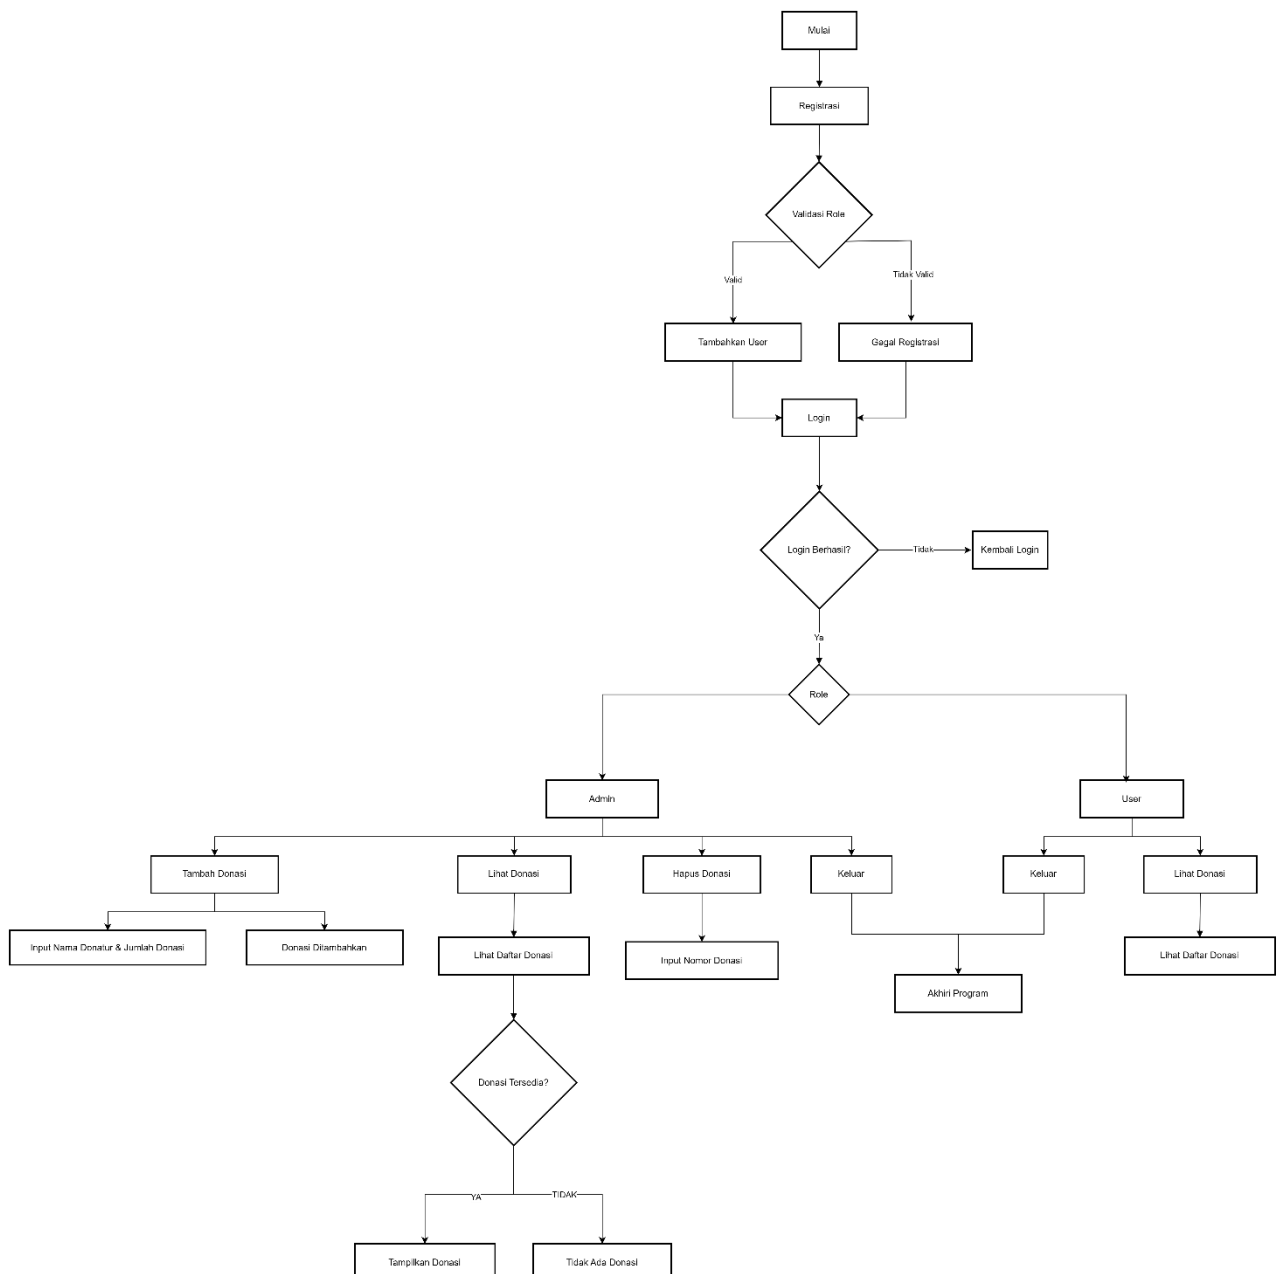 Mulai
Registrasi
Validasi Role
Valid
Tidak Valid
Tambahkan User
Gagal Registrasi
Login
Login Berhasil?
Tidak
Kembali Login
Ya
Role
Admin
User
Tambah Donasi
Lihat Donasi
Hapus Donasi
Keluar
Keluar
Lihat Donasi
Input Nama Donatur & Jumlah Donasi
Donasi Ditambahkan
Lihat Daftar Donasi
Input Nomor Donasi
Lihat Daftar Donasi
Akhiri Program
Donasi Tersedia?
YA
TIDAK
Tampilkan Donasi
Tidak Ada Donasi